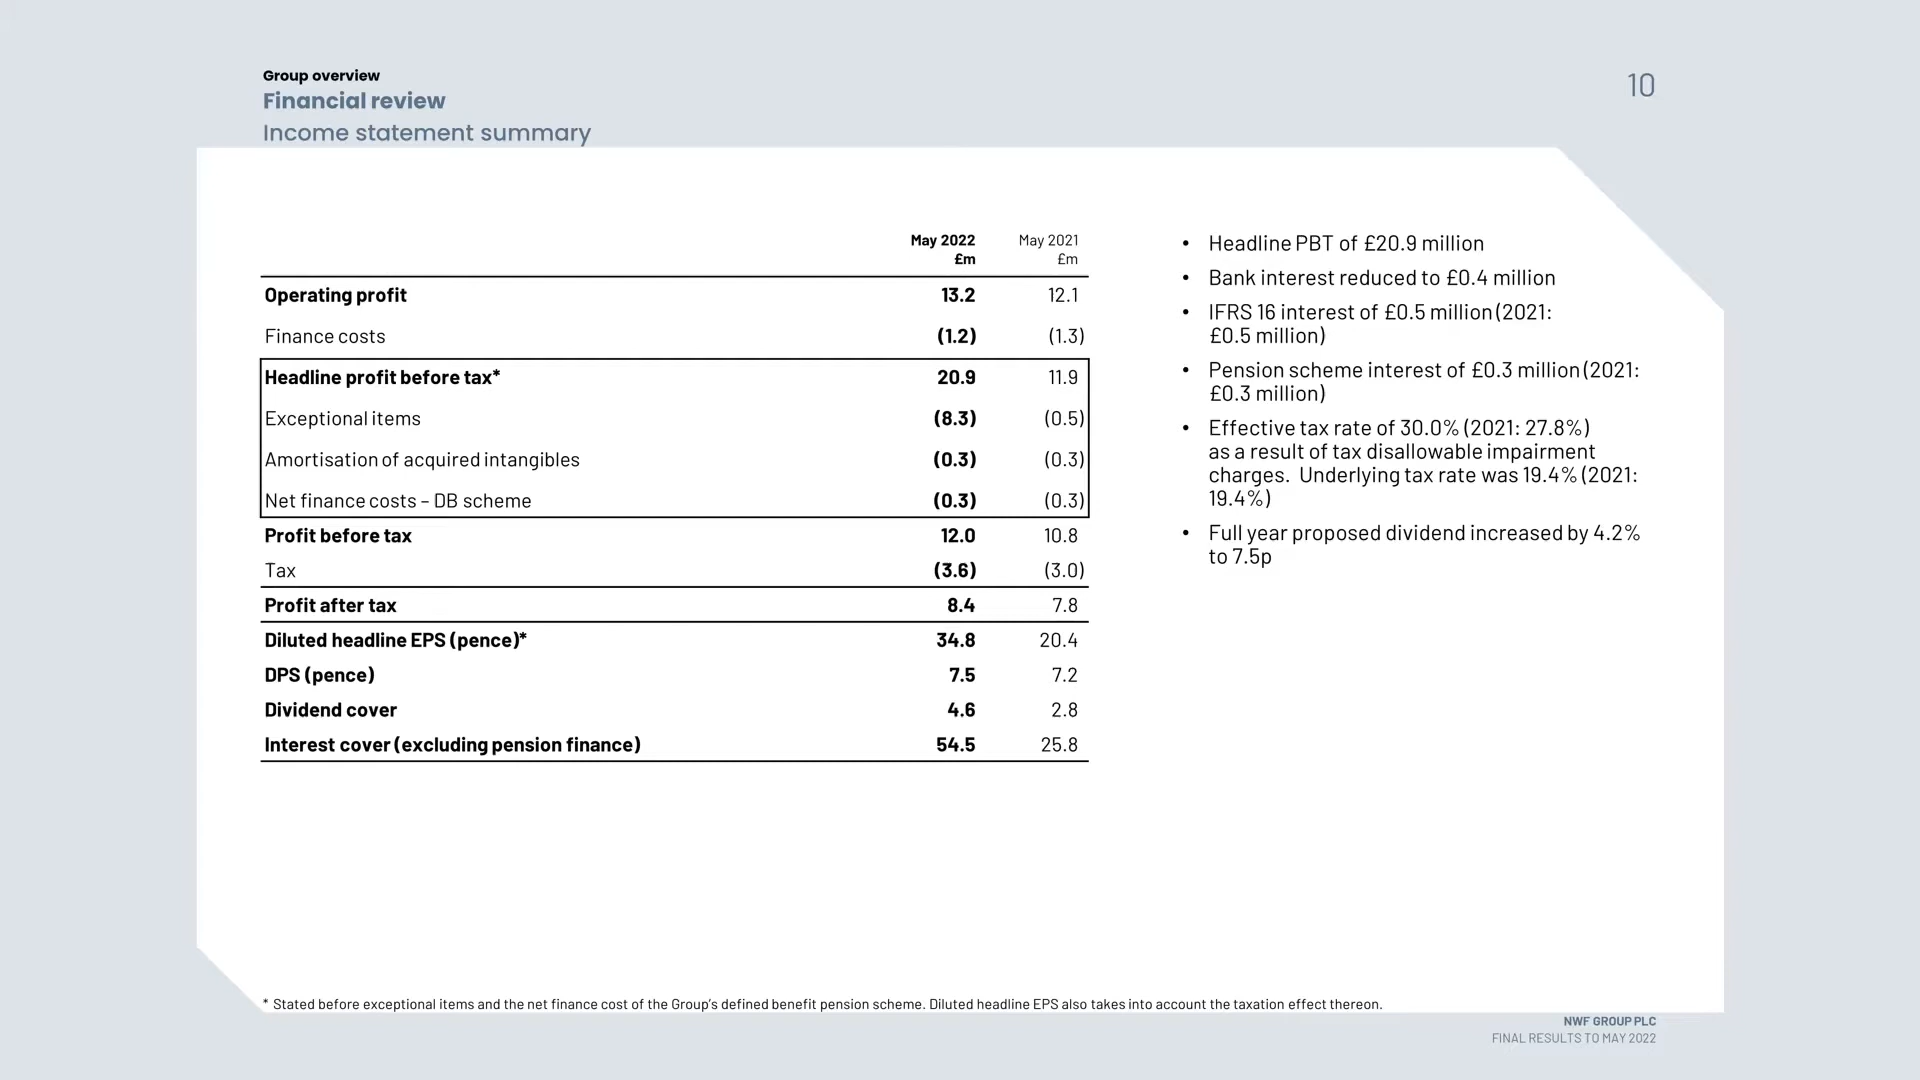 Group overview
Financial review
Income statement summary
10
May 2022 May 2021
£m £m
Operating profit 13.2 12.1
Finance costs (1.2) (1.3)
Headline profit before tax* 20.9 11.9
Exceptional items (8.3) (0.5)
Amortisation of acquired intangibles (0.3) (0.3)
Net finance costs – DB scheme (0.3) (0.3)
Profit before tax 12.0 10.8
Tax (3.6) (3.0)
Profit after tax 8.4 7.8
Diluted headline EPS (pence)* 34.8 20.4
DPS (pence) 7.5 7.2
Dividend cover 4.6 2.8
Interest cover (excluding pension finance) 54.5 25.8
• Headline PBT of £20.9 million
• Bank interest reduced to £0.4 million
• IFRS 16 interest of £0.5 million (2021:
£0.5 million)
• Pension scheme interest of £0.3 million (2021:
£0.3 million)
• Effective tax rate of 30.0% (2021: 27.8%)
as a result of tax disallowable impairment
charges. Underlying tax rate was 19.4% (2021:
19.4%)
• Full year proposed dividend increased by 4.2%
to 7.5p
* Stated before exceptional items and the net finance cost of the Group's defined benefit pension scheme. Diluted headline EPS also takes into account the taxation effect thereon.
NWF GROUP PLC
FINAL RESULTS TO MAY 2022